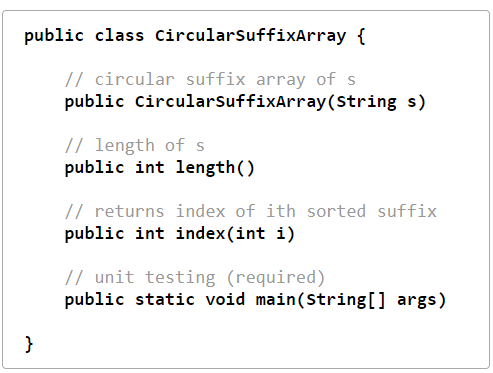 public class CircularSuffixArray {
// circular suffix array of s
public CircularSuffixArray(String s)
// length of s
public int length()
// returns index of ith sorted suffix
public int index(int i)
// unit testing (required)
public static void main(String[] args)
}